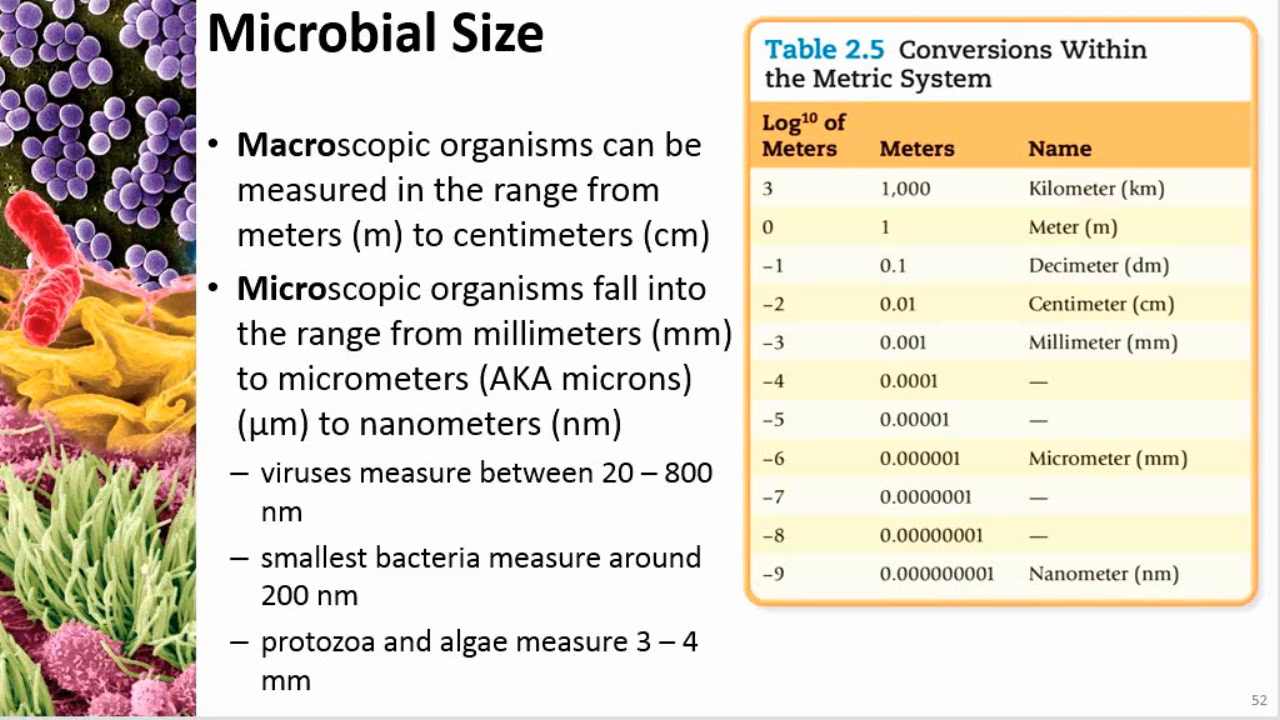 Microbial Size
• Macroscopic organisms can be
measured in the range from
meters (m) to centimeters (cm)
• Microscopic organisms fall into
the range from millimeters (mm)
to micrometers (AKA microns)
(μm) to nanometers (nm)
– viruses measure between 20 – 800
nm
– smallest bacteria measure around
200 nm
– protozoa and algae measure 3 – 4
mm
Table 2.5 Conversions Within
the Metric System
Log¹⁰ of
Meters Meters Name
3 1,000 Kilometer (km)
0 1 Meter (m)
−1 0.1 Decimeter (dm)
−2 0.01 Centimeter (cm)
−3 0.001 Millimeter (mm)
−4 0.0001 —
−5 0.00001 —
−6 0.000001 Micrometer (mm)
−7 0.0000001 —
−8 0.00000001 —
−9 0.000000001 Nanometer (nm)
52